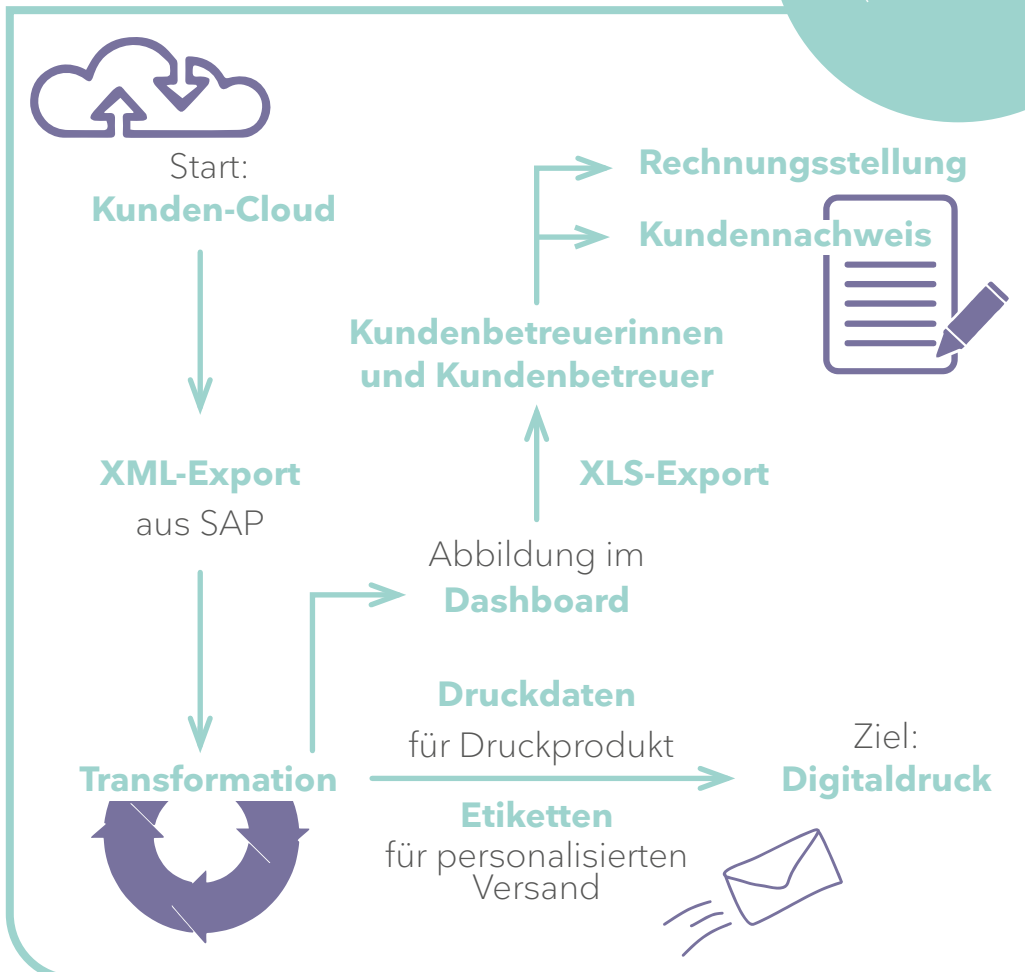 Start:
Kunden-Cloud
XML-Export
aus SAP
Transformation
Abbildung im
Dashboard
XLS-Export
Kundenbetreuerinnen
und Kundenbetreuer
Rechnungsstellung
Kundennachweis
Druckdaten
für Druckprodukt
Etiketten
für personalisierten
Versand
Ziel:
Digitaldruck